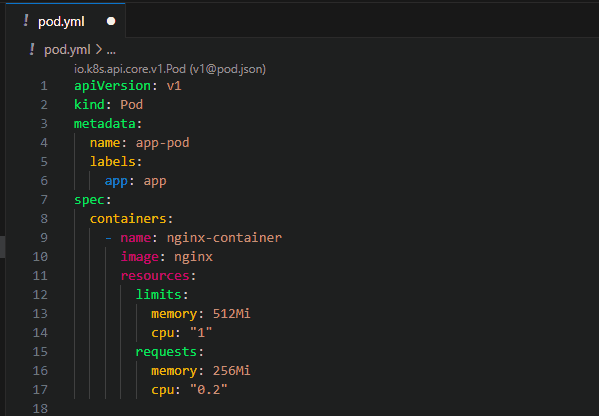 ! pod.yml ●
! pod.yml > ...
io.k8s.api.core.v1.Pod (v1@pod.json)
1 apiVersion: v1
2 kind: Pod
3 metadata:
4   name: app-pod
5   labels:
6     app: app
7 spec:
8   containers:
9     - name: nginx-container
10       image: nginx
11       resources:
12         limits:
13           memory: 512Mi
14           cpu: "1"
15         requests:
16           memory: 256Mi
17           cpu: "0.2"
18